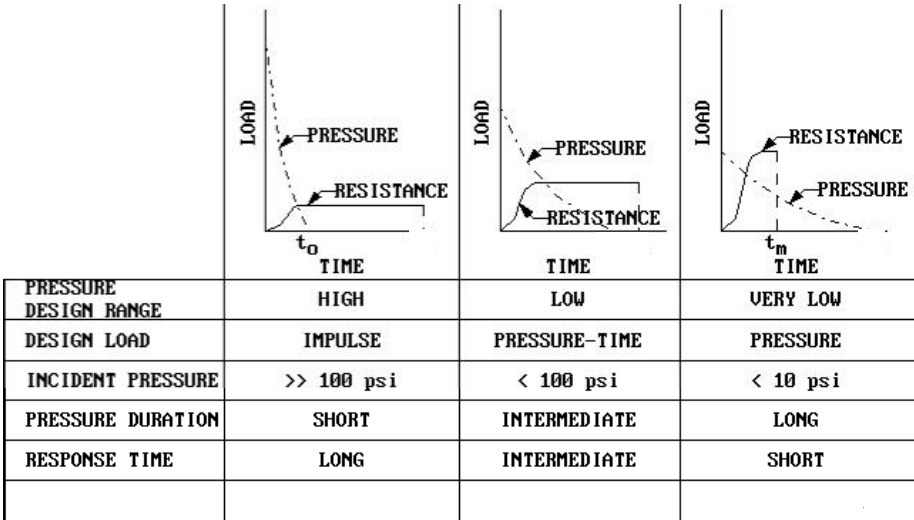 LOAD
PRESSURE
RESISTANCE
t₀
TIME
LOAD
PRESSURE
RESISTANCE
TIME
LOAD
RESISTANCE
PRESSURE
tₘ
TIME
PRESSURE
DESIGN RANGE
HIGH
LOW
VERY LOW
DESIGN LOAD
IMPULSE
PRESSURE-TIME
PRESSURE
INCIDENT PRESSURE
>> 100 psi
< 100 psi
< 10 psi
PRESSURE DURATION
SHORT
INTERMEDIATE
LONG
RESPONSE TIME
LONG
INTERMEDIATE
SHORT